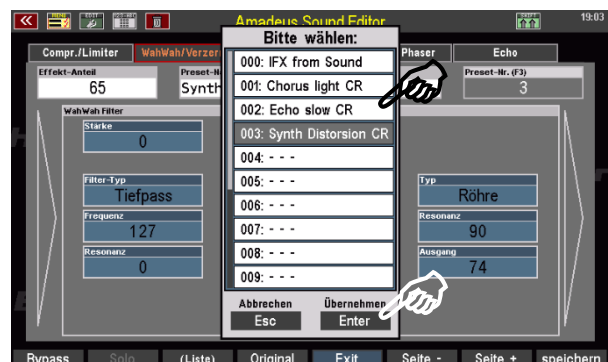 Amadeus Sound Editor
19:03
Bitte wählen:
Compr./Limiter
WahWah/Verzerr
Phaser
Echo
000: IFX from Sound
001: Chorus light CR
002: Echo slow CR
003: Synth Distorsion CR
004: - - -
005: - - -
006: - - -
007: - - -
008: - - -
009: - - -
Abbrechen
Übernehmen
Esc
Enter
Effekt-Anteil
65
Preset-N
Synth
Preset-Nr. (F3)
3
WahWah Filter
Stärke
0
Filter-Typ
Tiefpass
Frequenz
127
Resonanz
0
Typ
Röhre
Resonanz
90
Ausgang
74
Bypass
Solo
(Liste)
Original
Exit
Seite -
Seite +
speichern